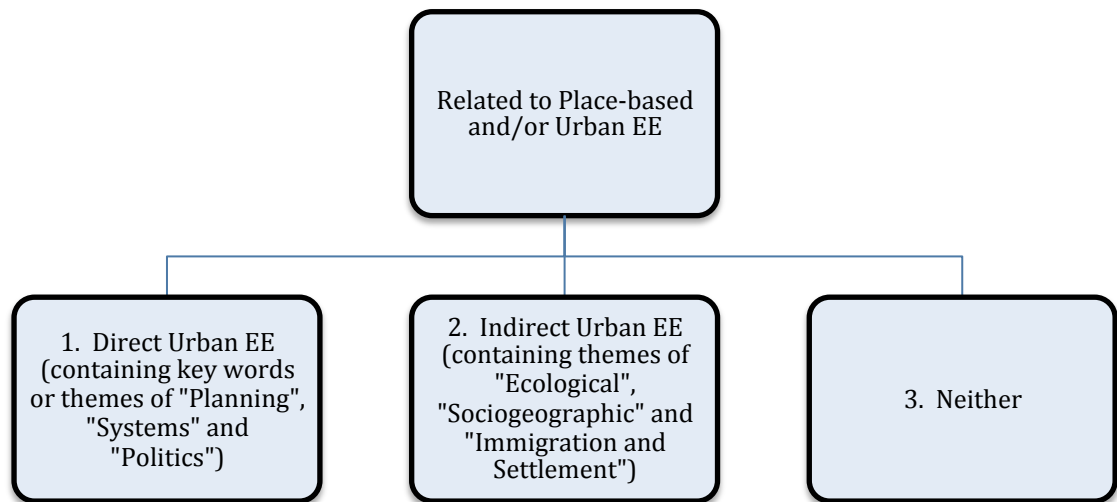 Related to Place-based
and/or Urban EE
1. Direct Urban EE
(containing key words
or themes of "Planning",
"Systems" and
"Politics")
2. Indirect Urban EE
(containing themes of
"Ecological",
"Sociogeographic" and
"Immigration and
Settlement")
3. Neither